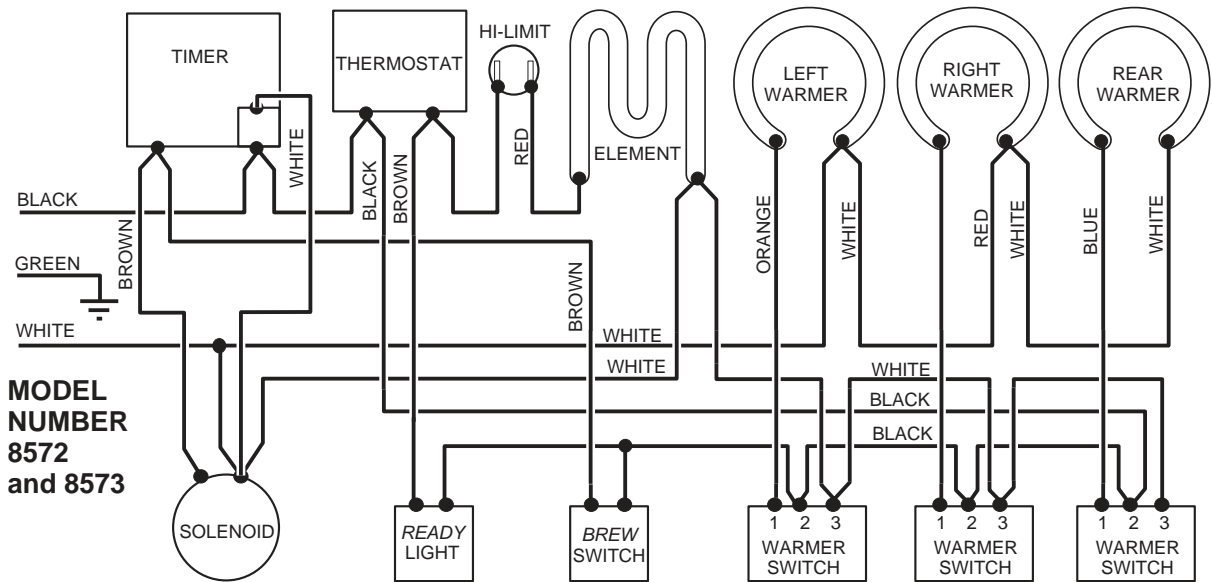 TIMER
THERMOSTAT
HI-LIMIT
ELEMENT
LEFT
WARMER
RIGHT
WARMER
REAR
WARMER
WHITE
BLACK
BROWN
RED
BLACK
GREEN
WHITE
BROWN
BROWN
ORANGE
WHITE
RED
WHITE
BLUE
WHITE
WHITE
WHITE
WHITE
BLACK
BLACK
MODEL
NUMBER
8572
and 8573
SOLENOID
READY
LIGHT
BREW
SWITCH
1 2 3
WARMER
SWITCH
1 2 3
WARMER
SWITCH
1 2 3
WARMER
SWITCH